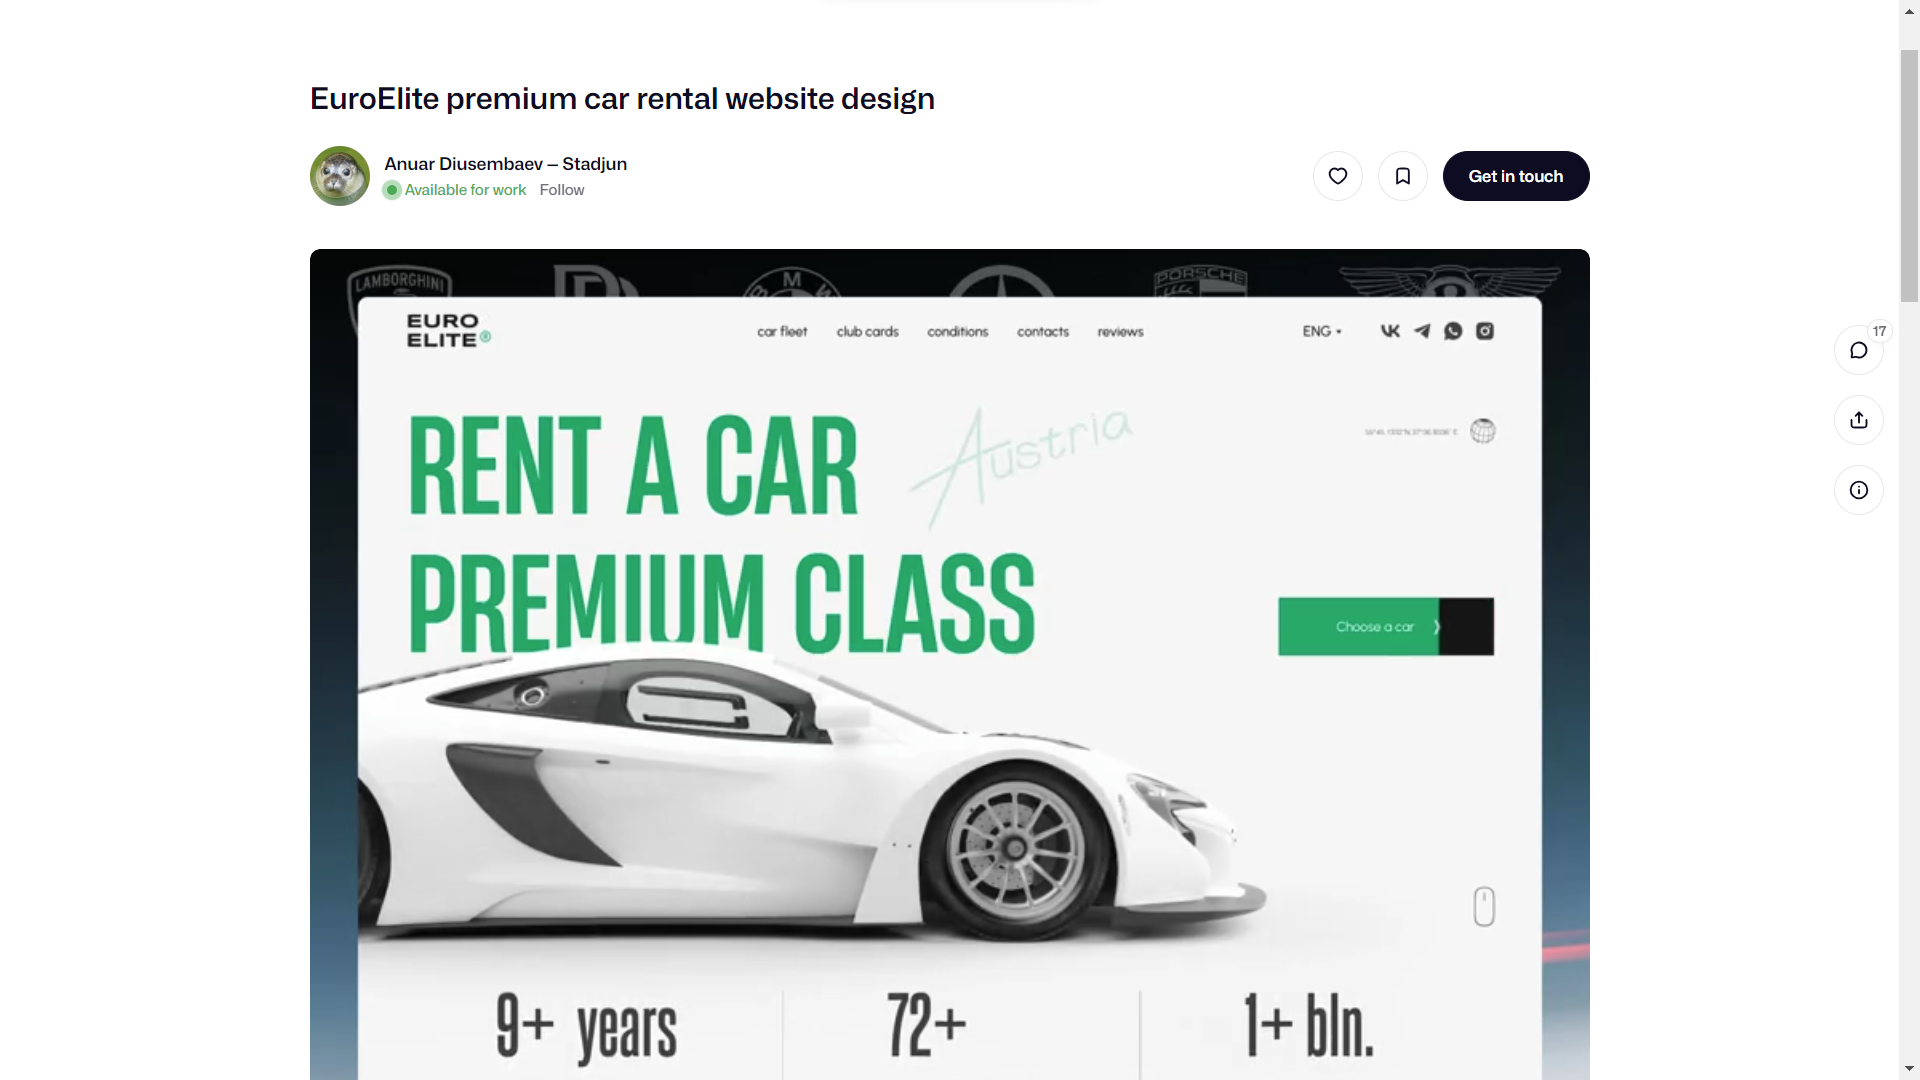 EuroElite premium car rental website design
Anuar Diusembaev – Stadjun
Available for work Follow
Get in touch
17
LAMBORGHINI
BMW
PORSCHE
B
EURO
ELITE
car fleet club cards conditions contacts reviews
ENG
RENT A CAR
Austria
PREMIUM CLASS
Choose a car
9+ years
72+
1+ bln.